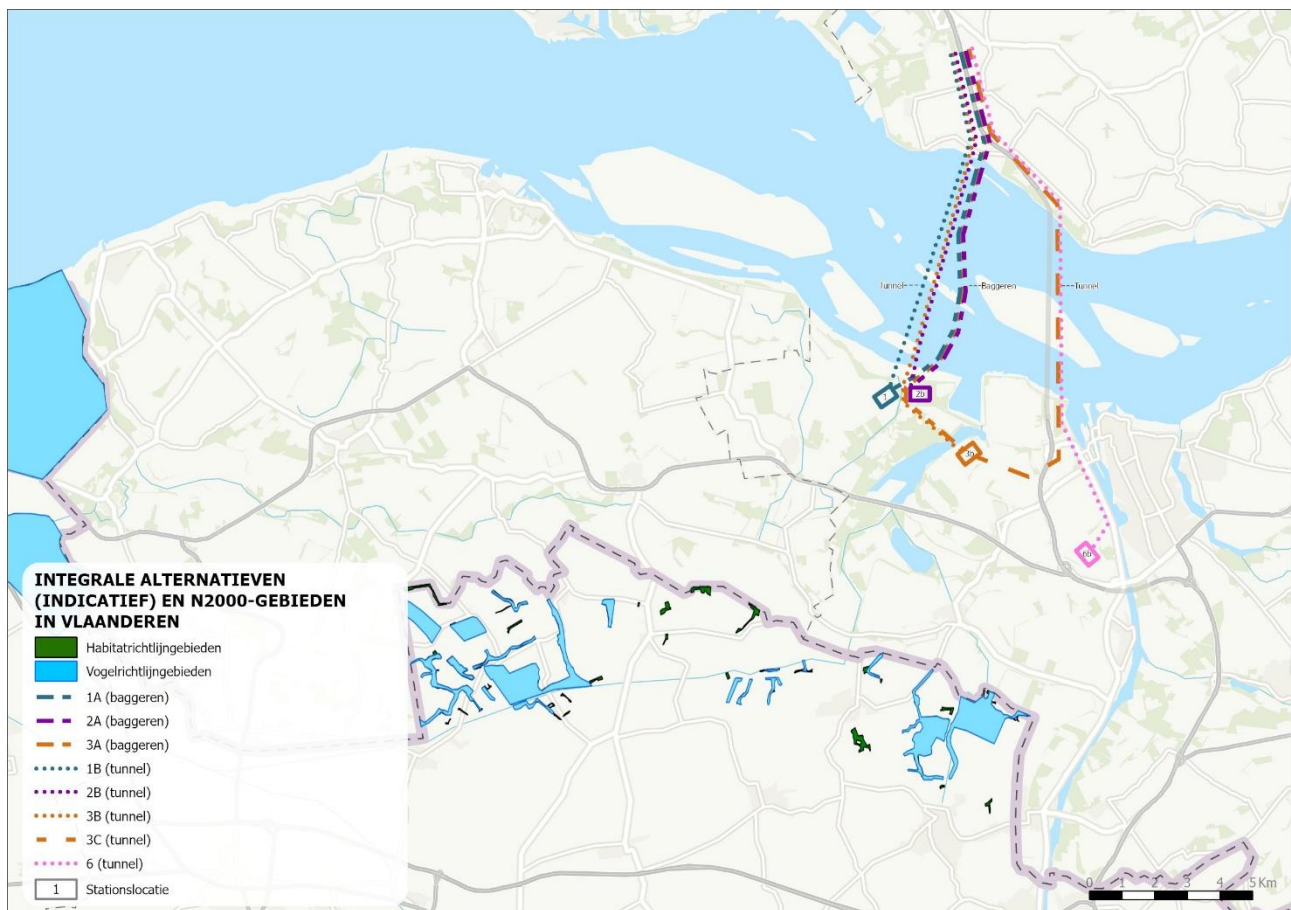 Tunnel
Baggeren
Tunnel
1
2b
3b
6b
INTEGRALE ALTERNATIEVEN
(INDICATIEF) EN N2000-GEBIEDEN
IN VLAANDEREN
Habitatrichtlijngebieden
Vogelrichtlijngebieden
1A (baggeren)
2A (baggeren)
3A (baggeren)
1B (tunnel)
2B (tunnel)
3B (tunnel)
3C (tunnel)
6 (tunnel)
1 Stationslocatie
0 1 2 3 4 5 Km